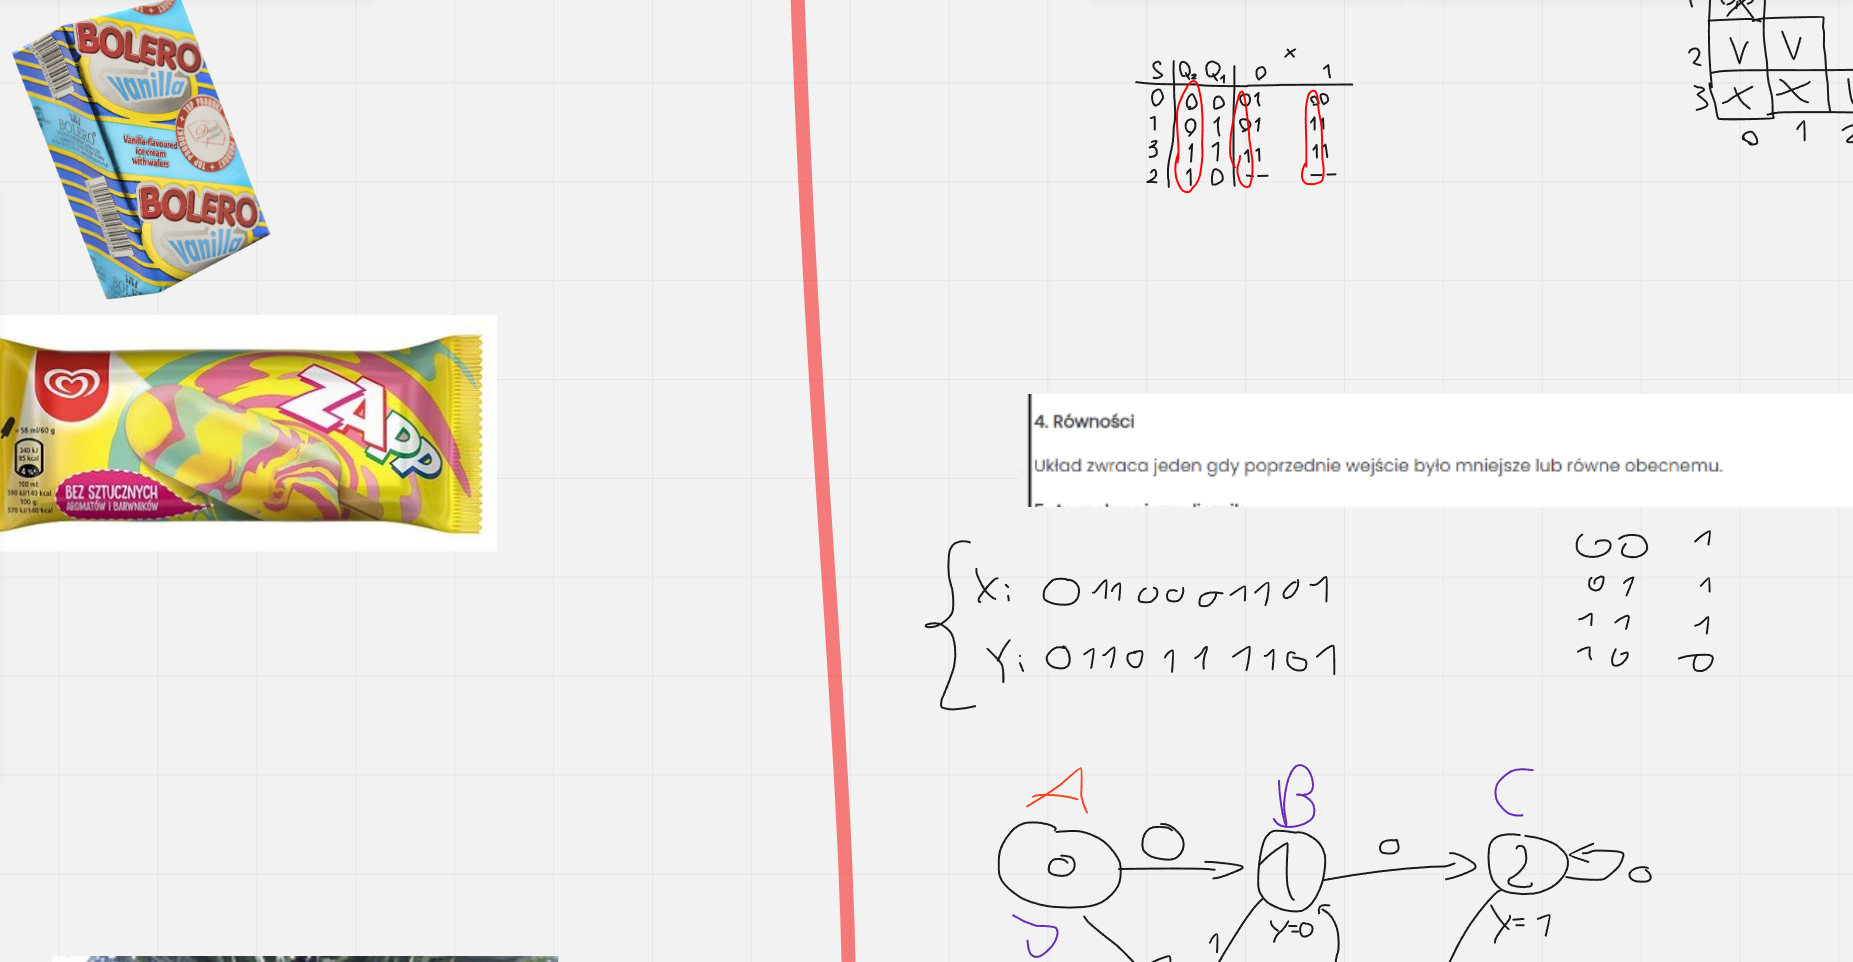 BOLERO
vanilla
Vanilla-flavoured
ice cream
with wafers
BOLERO
BOLERO
vanilla
ZAPP
= 58 ml/60 g
340 kJ
85 kcal
4%
100 ml:
590 kJ/140 kcal
100 g:
570 kJ/140 kcal
BEZ SZTUCZNYCH
AROMATÓW I BARWNIKÓW
x
S Q₂ Q₁ 0 1
0 0 0 01 00
1 0 1 01 11
3 1 1 11 11
2 1 0 -- --
X
2 V V
3 X X
0 1 2
4. Równości
Układ zwraca jeden gdy poprzednie wejście było mniejsze lub równe obecnemu.
X: 0110001101
Y: 0110111101
00 1
01 1
11 1
10 0
A B C
0 0 1 0 2 0
Y=0 Y=1
1